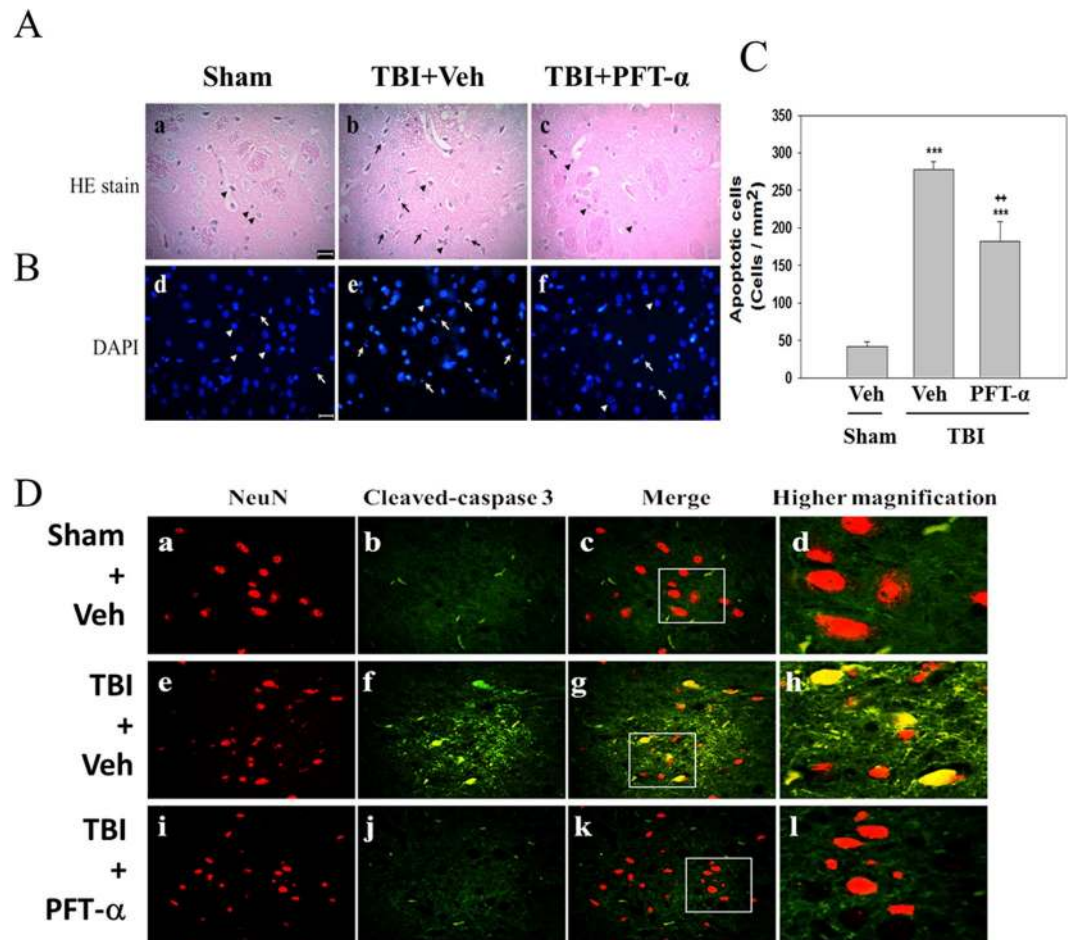 A
Sham TBI+Veh TBI+PFT-α
HE stain
a b c
B
DAPI
d e f
C
Apoptotic cells
(Cells / mm²)
350
300
250
200
150
100
50
0
***
‡‡
***
Veh Veh PFT-α
Sham TBI
D
NeuN Cleaved-caspase 3 Merge Higher magnification
Sham
+
Veh
a b c d
TBI
+
Veh
e f g h
TBI
+
PFT-α
i j k l